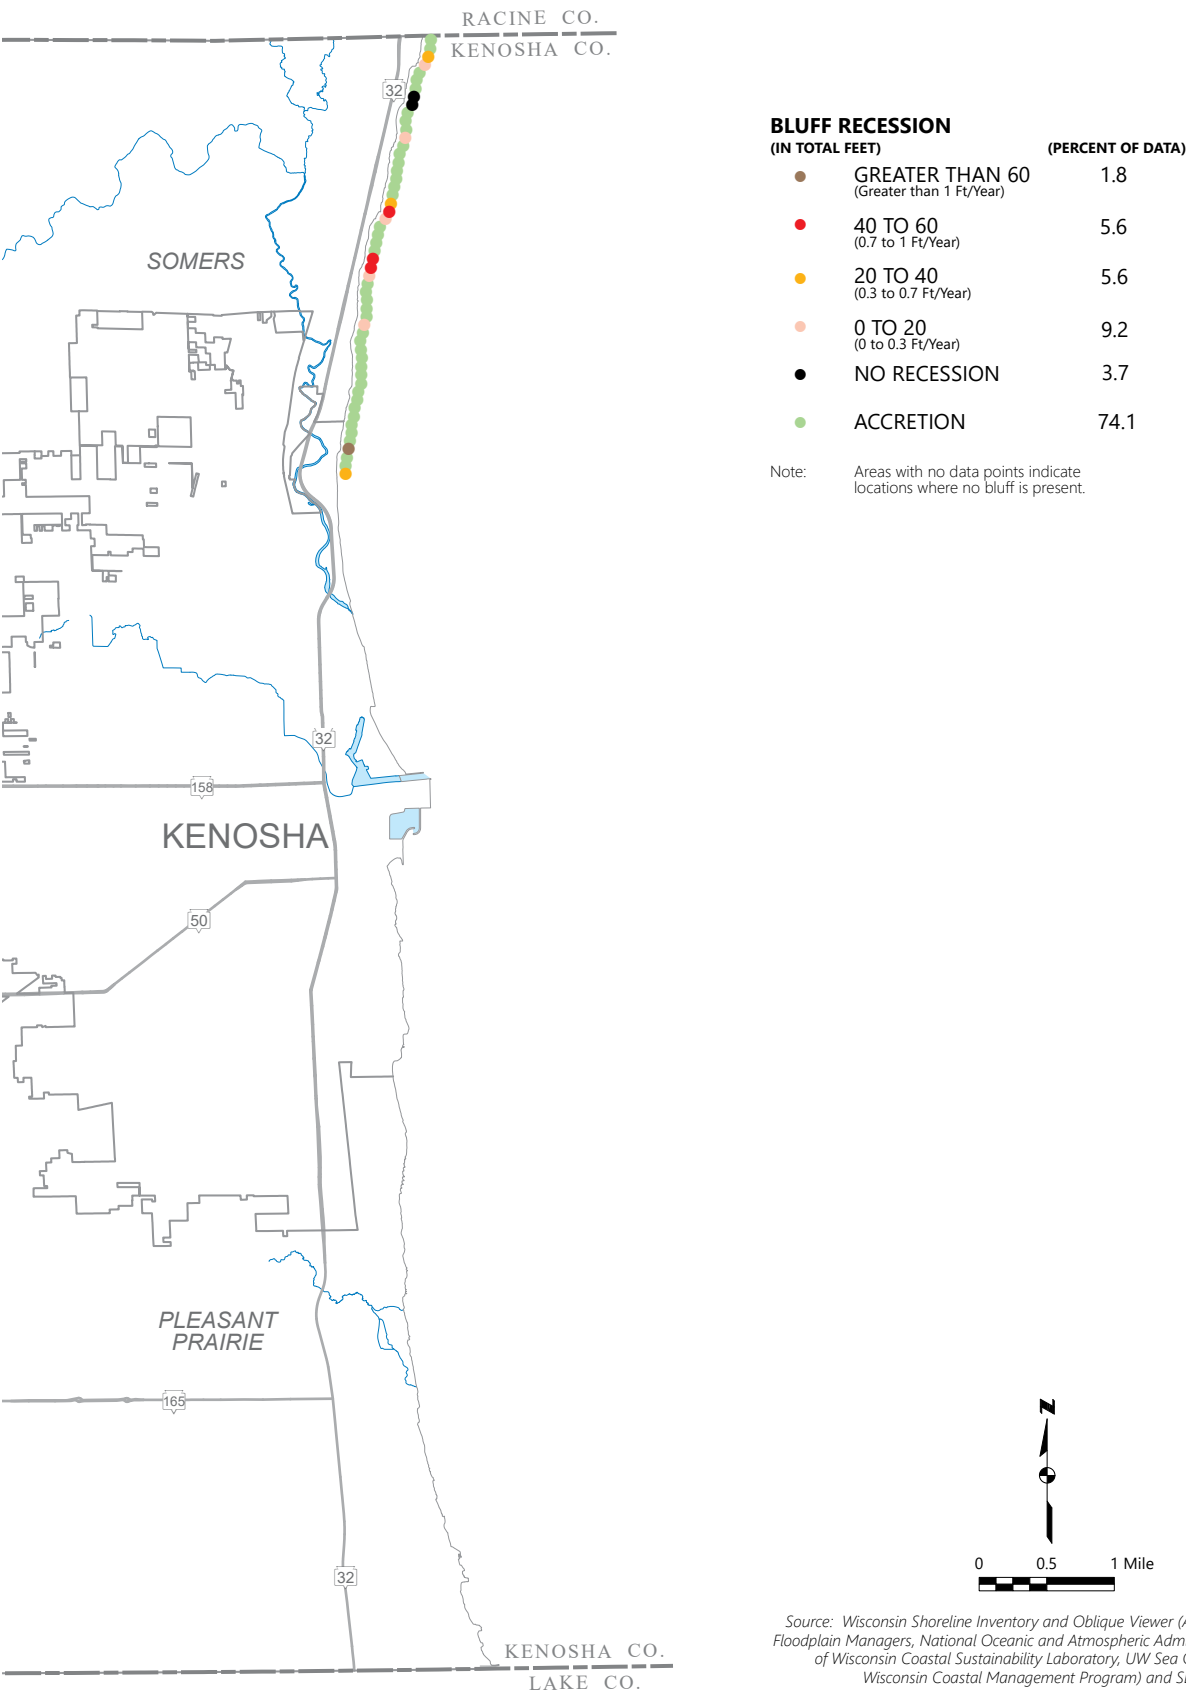 RACINE CO.
KENOSHA CO.
32
SOMERS
32
158
KENOSHA
50
PLEASANT
PRAIRIE
165
32
KENOSHA CO.
LAKE CO.
BLUFF RECESSION
(IN TOTAL FEET) (PERCENT OF DATA)
GREATER THAN 60 1.8
(Greater than 1 Ft/Year)
40 TO 60 5.6
(0.7 to 1 Ft/Year)
20 TO 40 5.6
(0.3 to 0.7 Ft/Year)
0 TO 20 9.2
(0 to 0.3 Ft/Year)
NO RECESSION 3.7
ACCRETION 74.1
Note: Areas with no data points indicate
locations where no bluff is present.
N
0 0.5 1 Mile
Source: Wisconsin Shoreline Inventory and Oblique Viewer
Floodplain Managers, National Oceanic and Atmospheric
of Wisconsin Coastal Sustainability Laboratory, UW Sea
Wisconsin Coastal Management Program) and